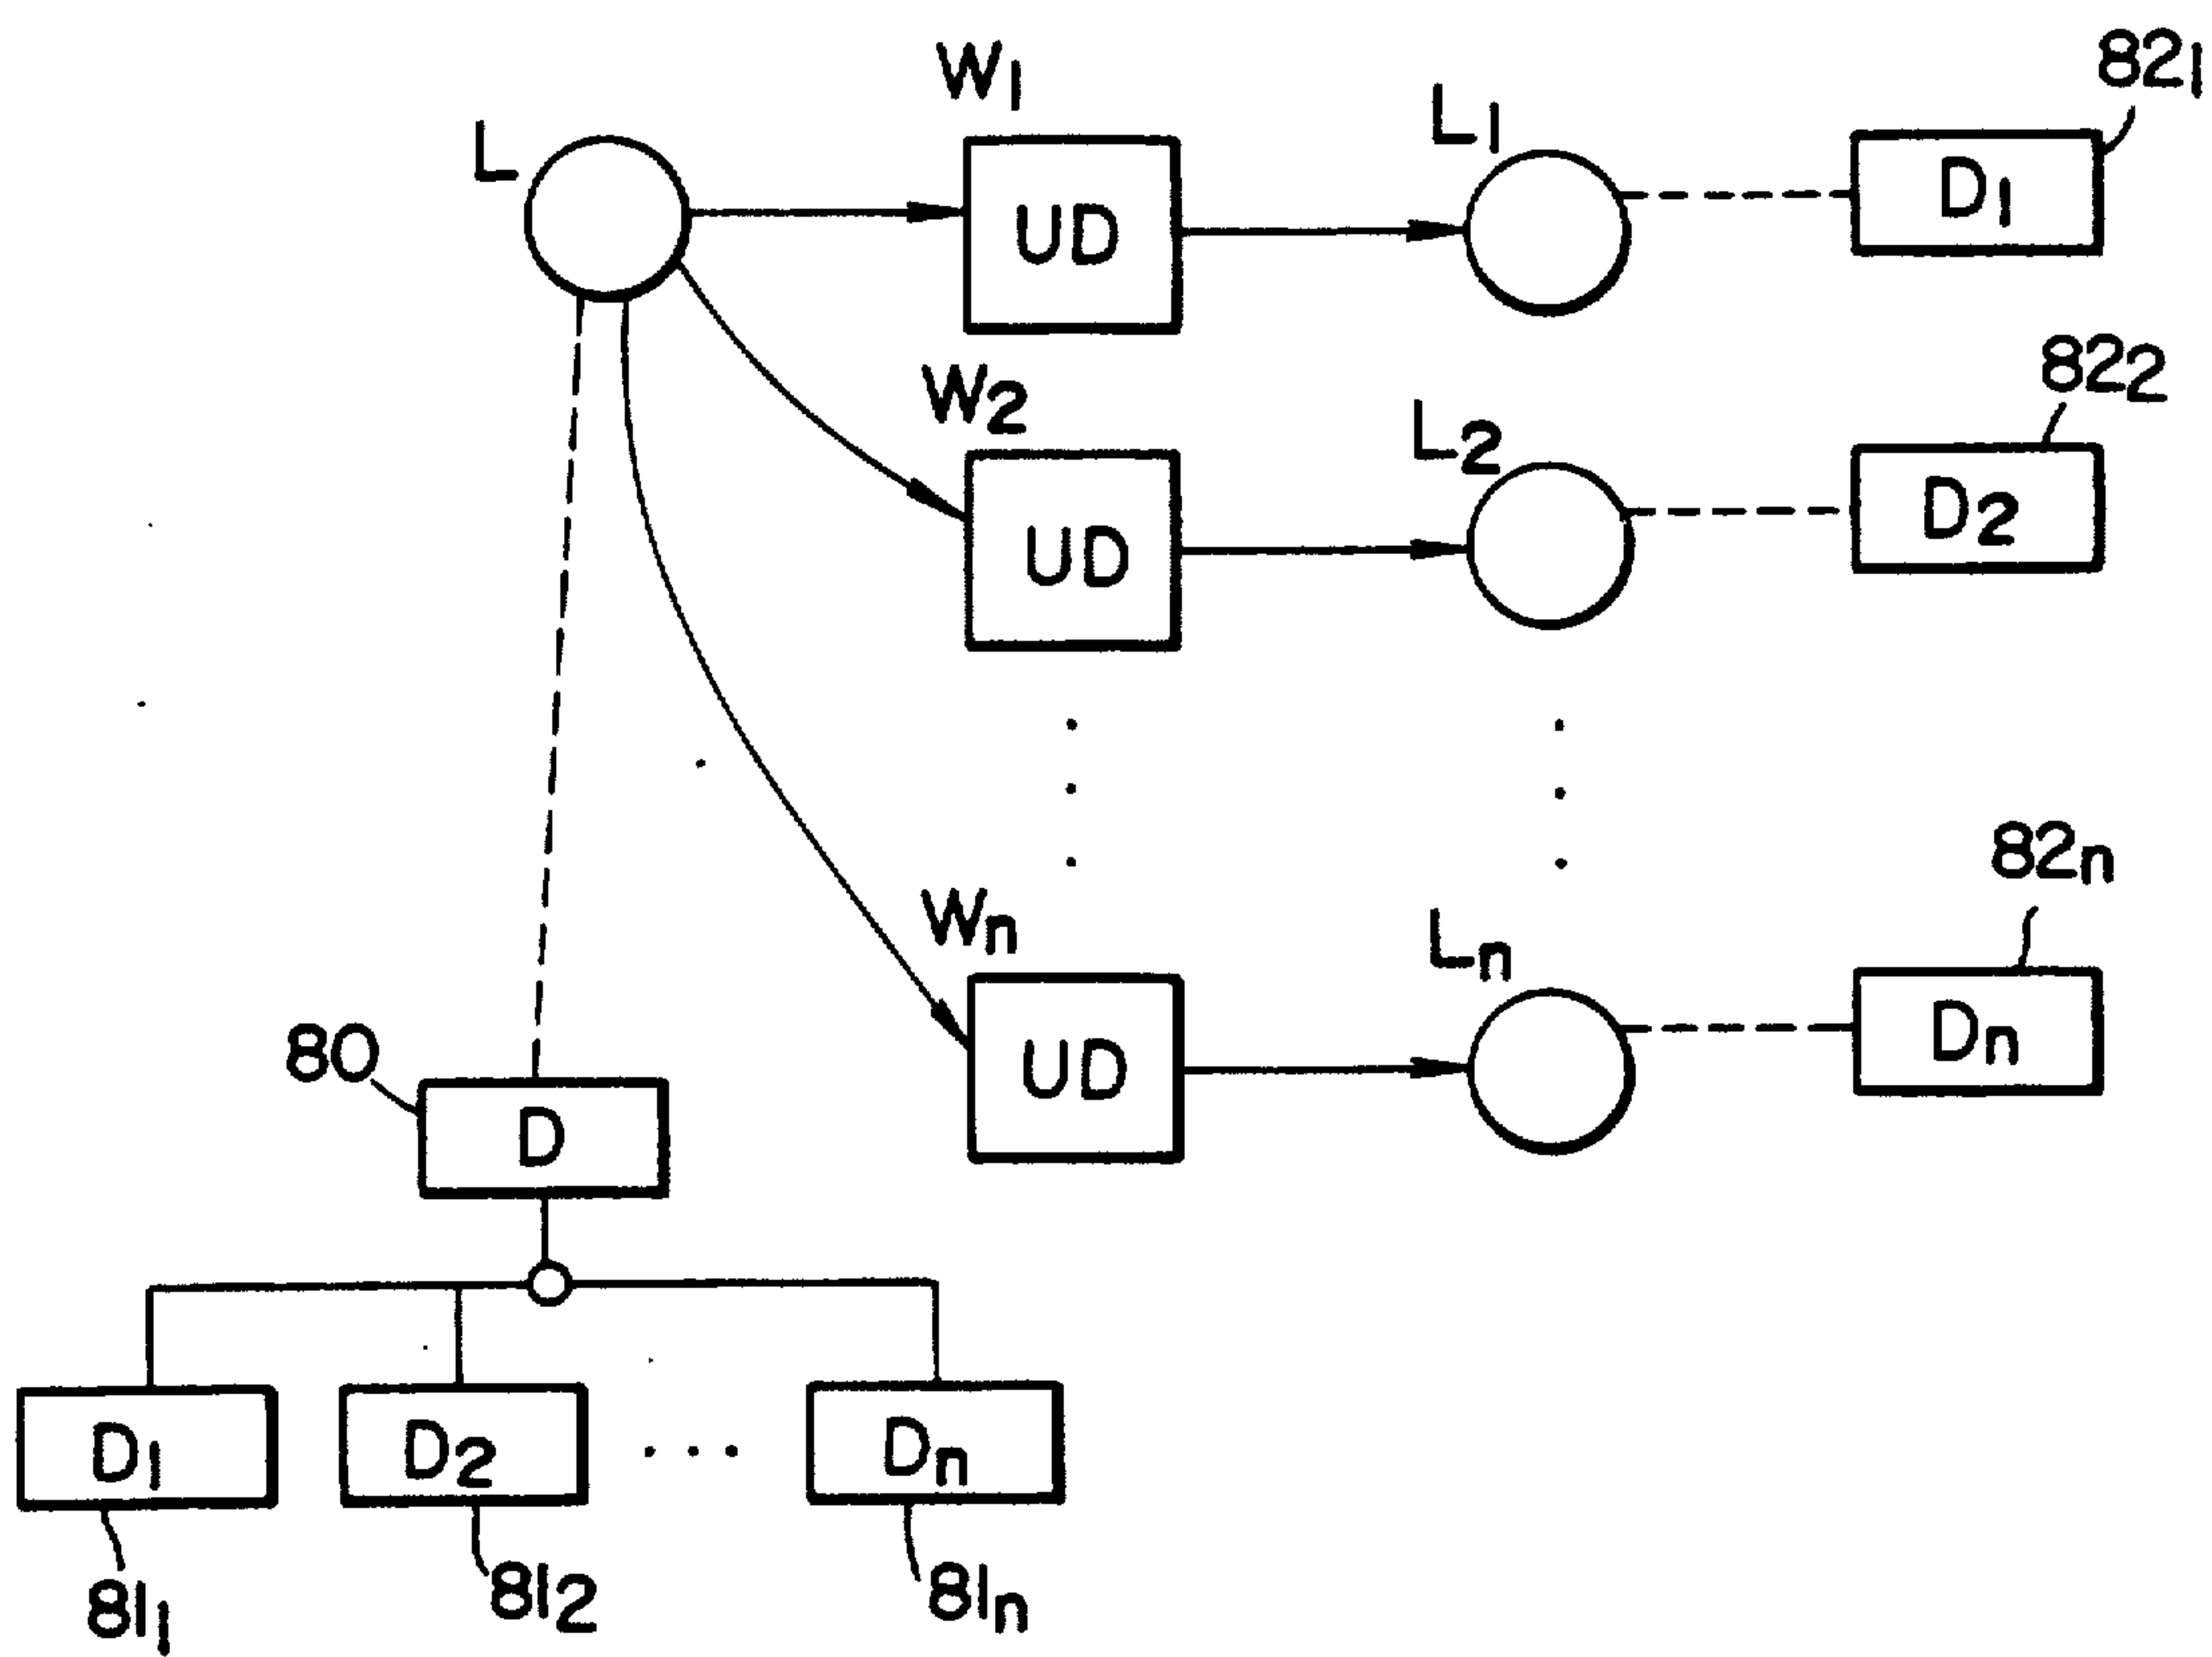 W1
821
L
L1
UD
D1
W2
822
L2
UD
D2
Wn
82n
Ln
80
UD
Dn
D
D1
D2
. . .
Dn
811
812
81n